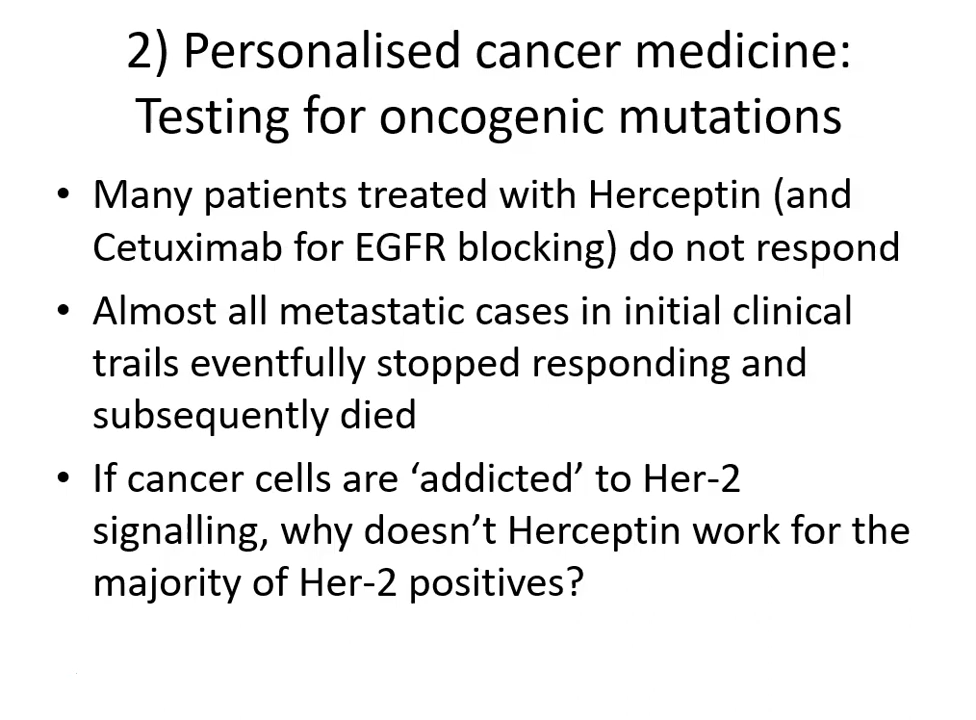 2) Personalised cancer medicine:
Testing for oncogenic mutations
• Many patients treated with Herceptin (and
Cetuximab for EGFR blocking) do not respond
• Almost all metastatic cases in initial clinical
trails eventfully stopped responding and
subsequently died
• If cancer cells are ‘addicted’ to Her-2
signalling, why doesn’t Herceptin work for the
majority of Her-2 positives?